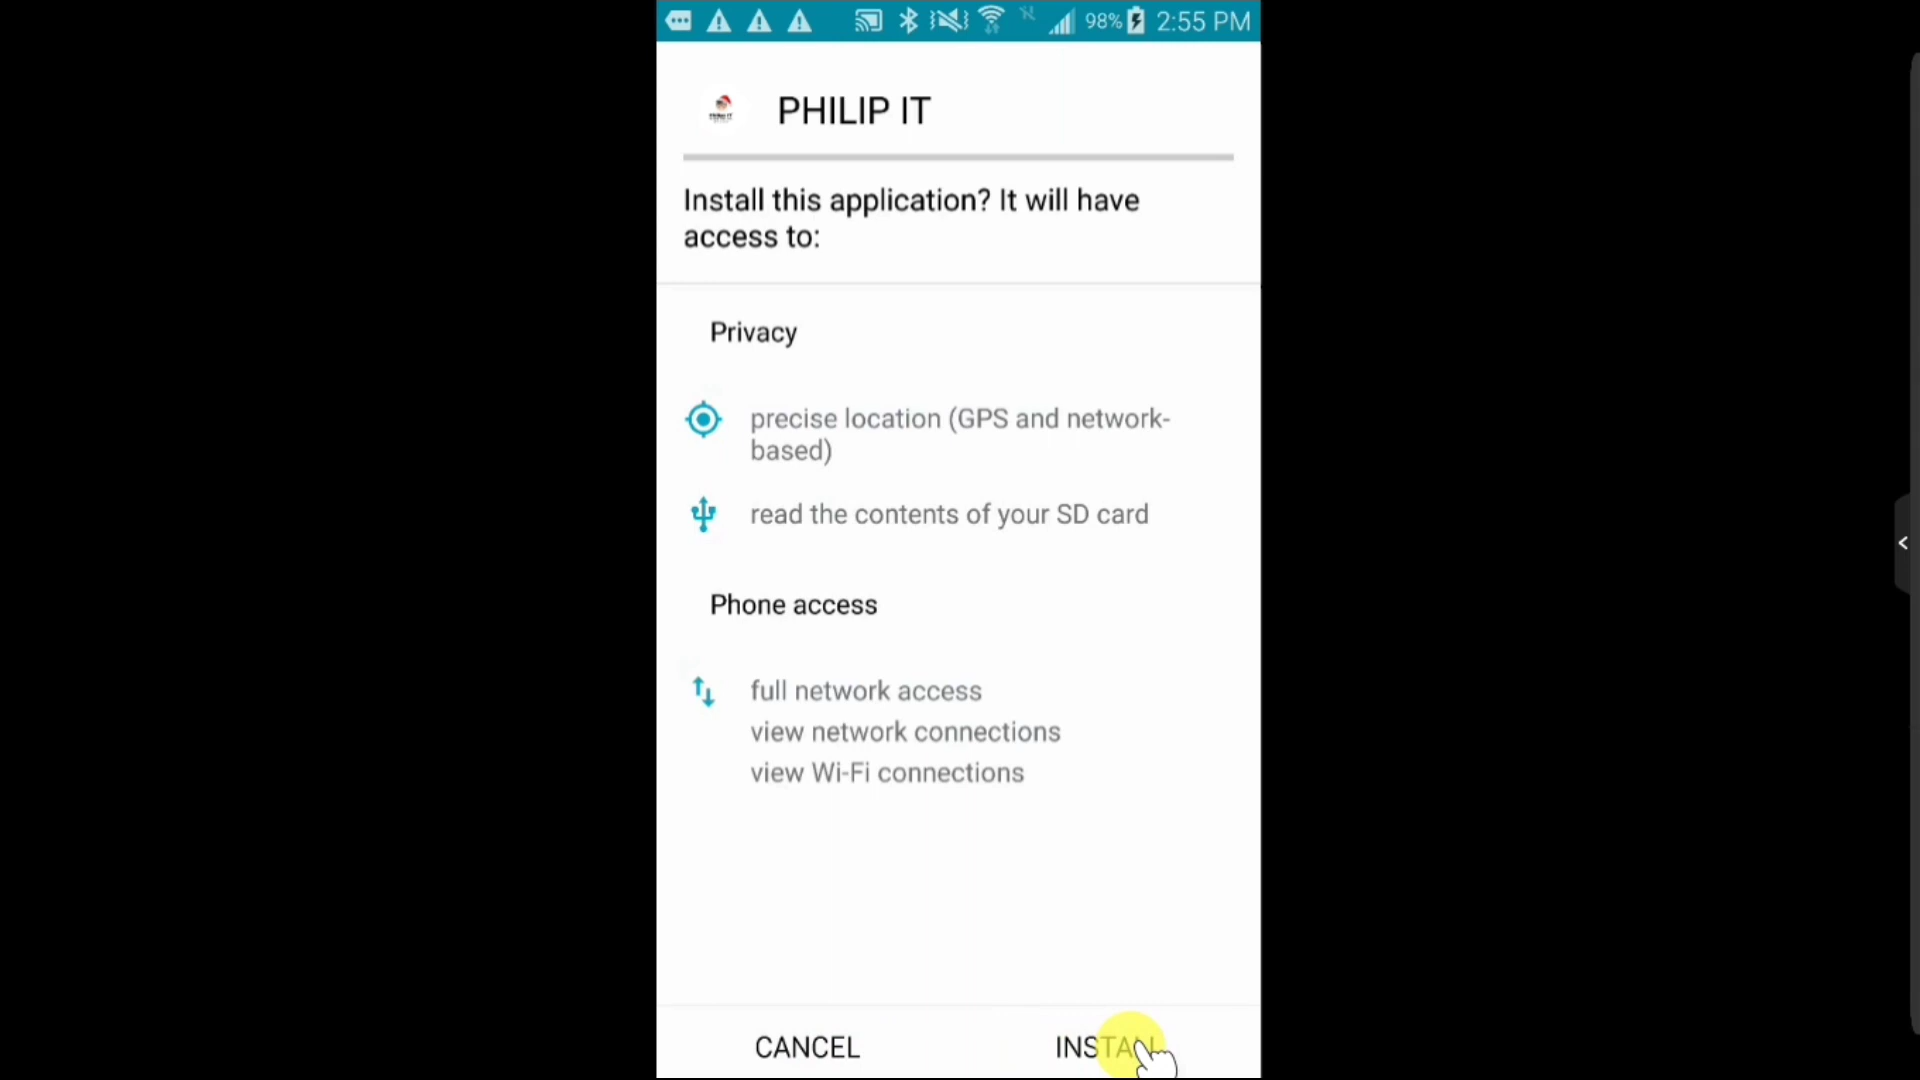 98% 2:55 PM
PHILIP IT
Install this application? It will have
access to:
Privacy
precise location (GPS and network-
based)
read the contents of your SD card
Phone access
full network access
view network connections
view Wi-Fi connections
CANCEL INSTALL